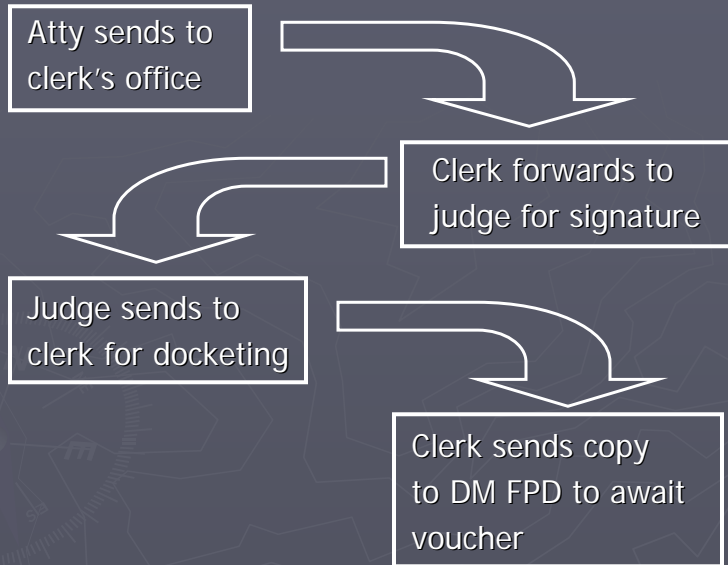 Atty sends to
clerk's office
Clerk forwards to
judge for signature
Judge sends to
clerk for docketing
Clerk sends copy
to DM FPD to await
voucher
E